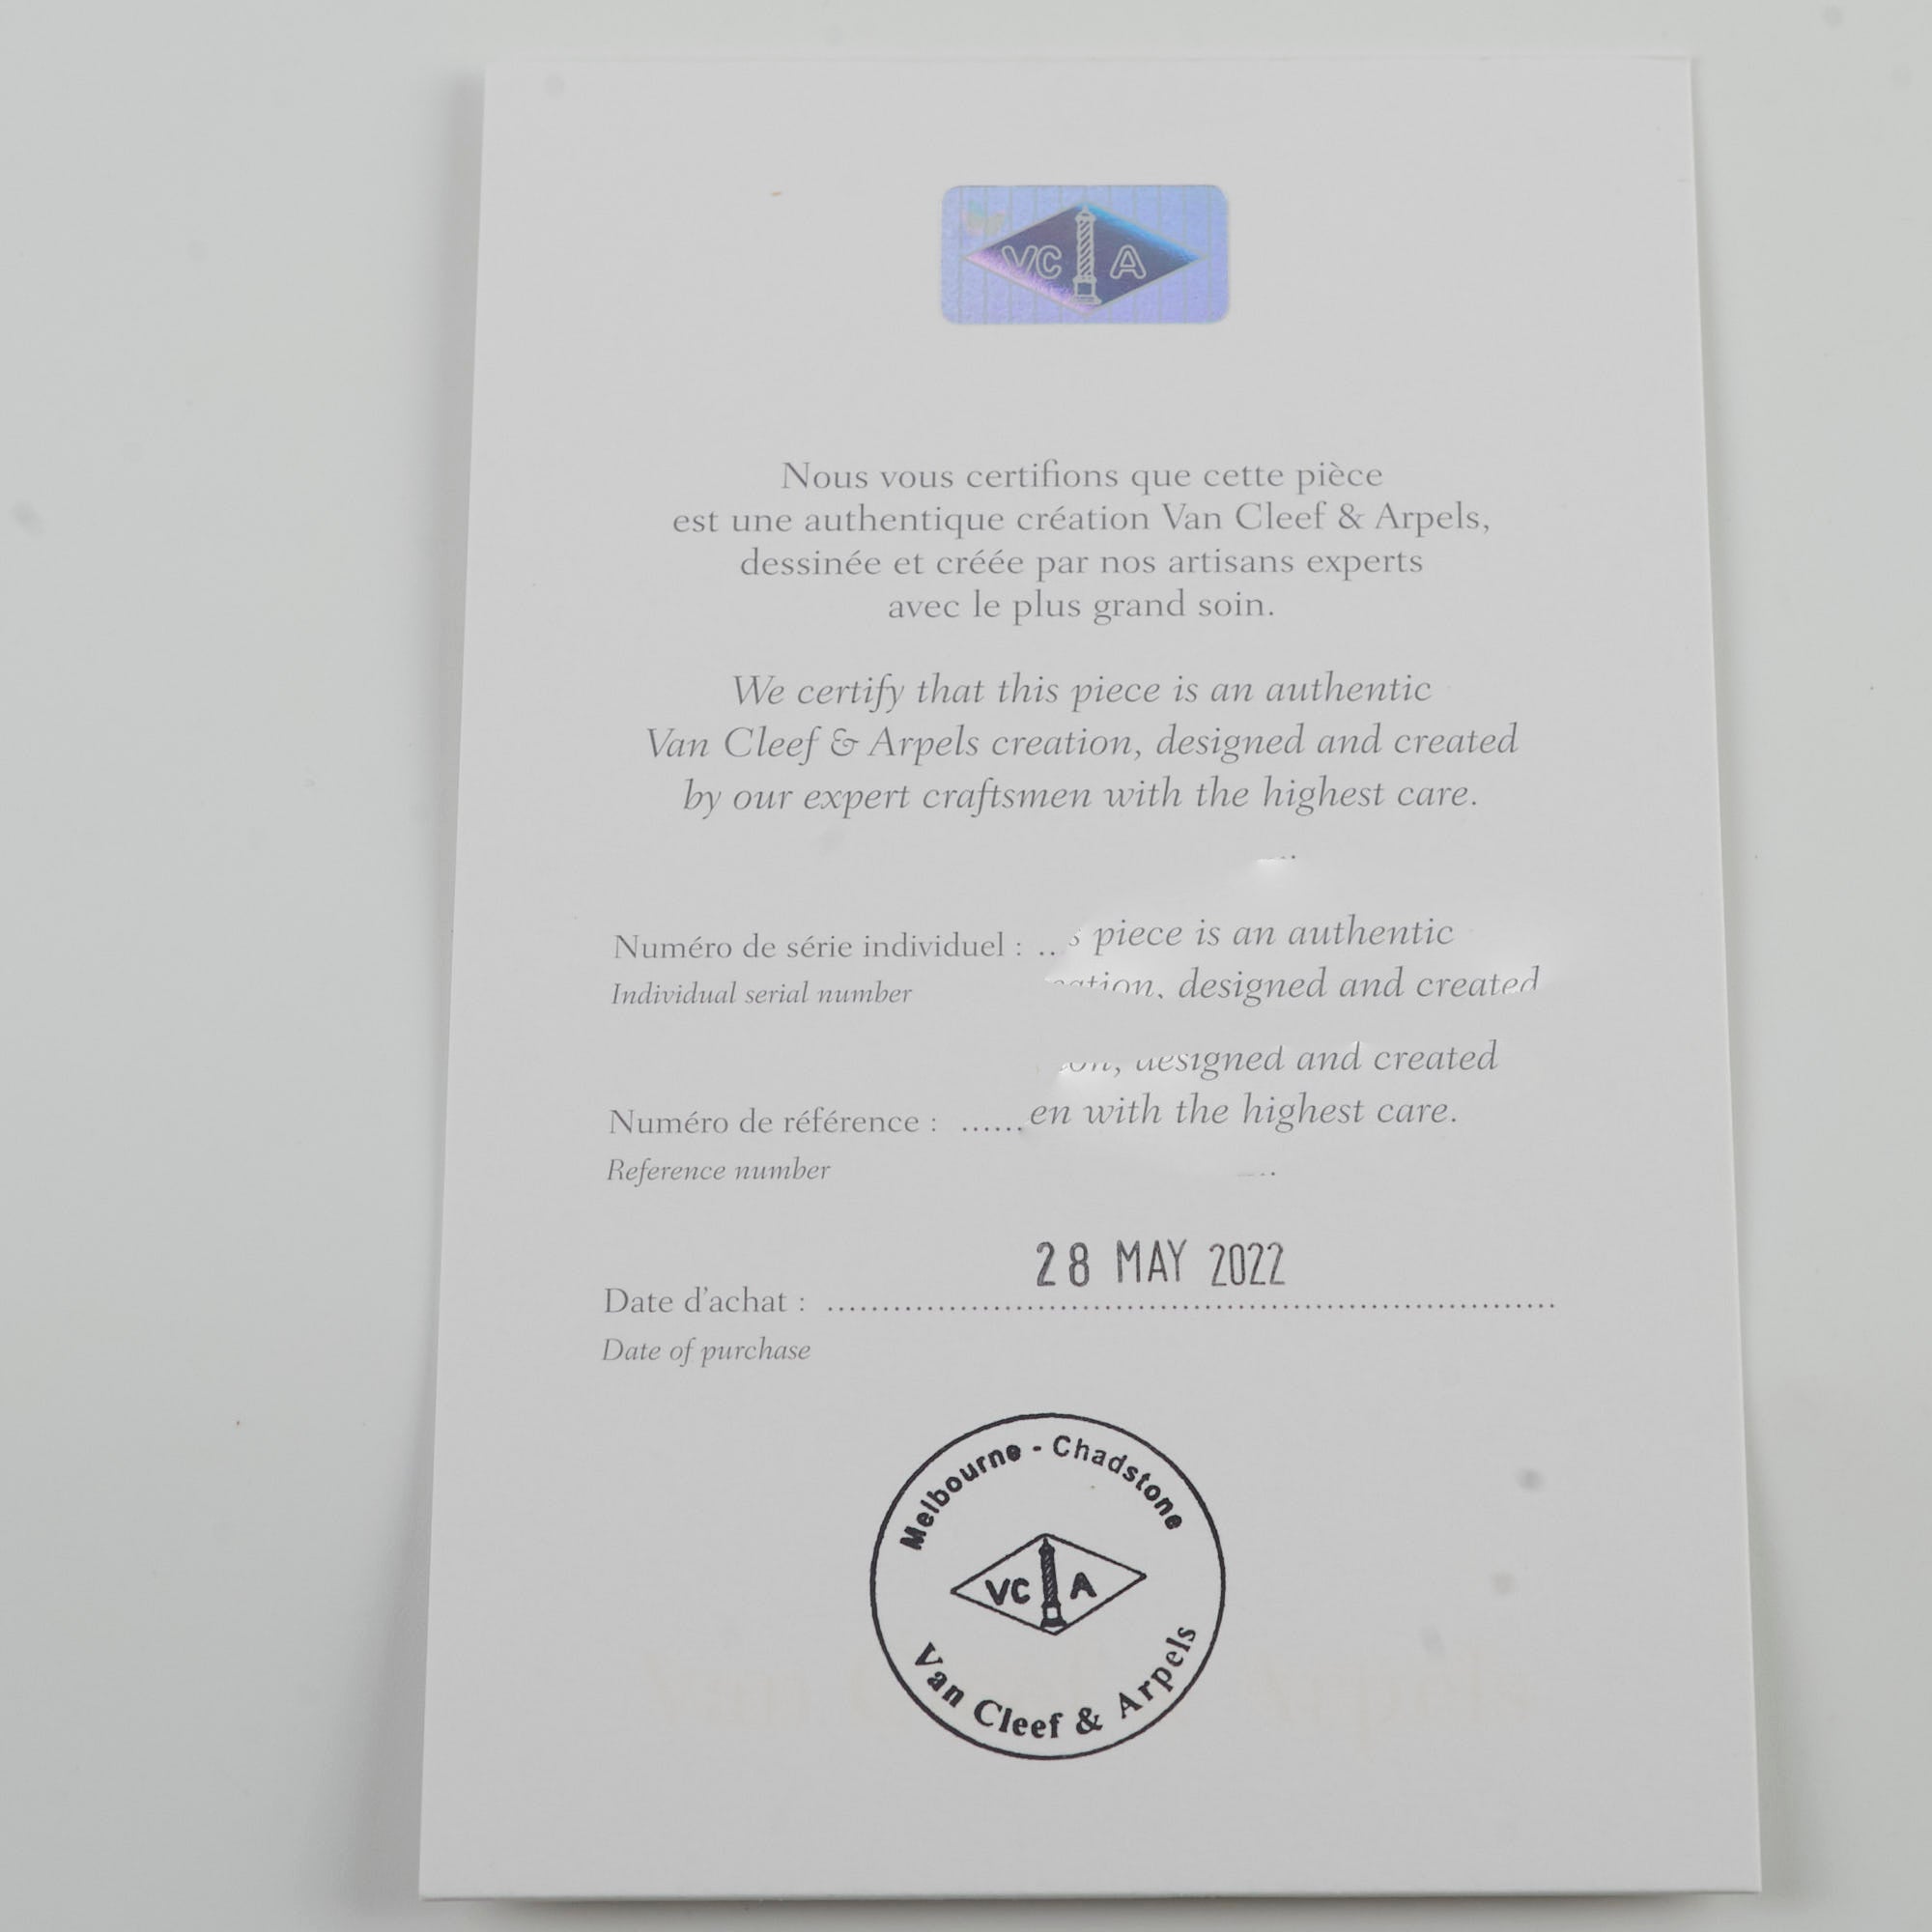 VC A
Nous vous certifions que cette pièce
est une authentique création Van Cleef & Arpels,
dessinée et créée par nos artisans experts
avec le plus grand soin.
We certify that this piece is an authentic
Van Cleef & Arpels creation, designed and created
by our expert craftsmen with the highest care.
Numéro de série individuel : .. s piece is an authentic
Individual serial number
designed and created
designed and created
Numéro de référence : ......en with the highest care.
Reference number
28 MAY 2022
Date d'achat : ..........
Date of purchase
Melbourne - Chadstone
VC A
Van Cleef & Arpels